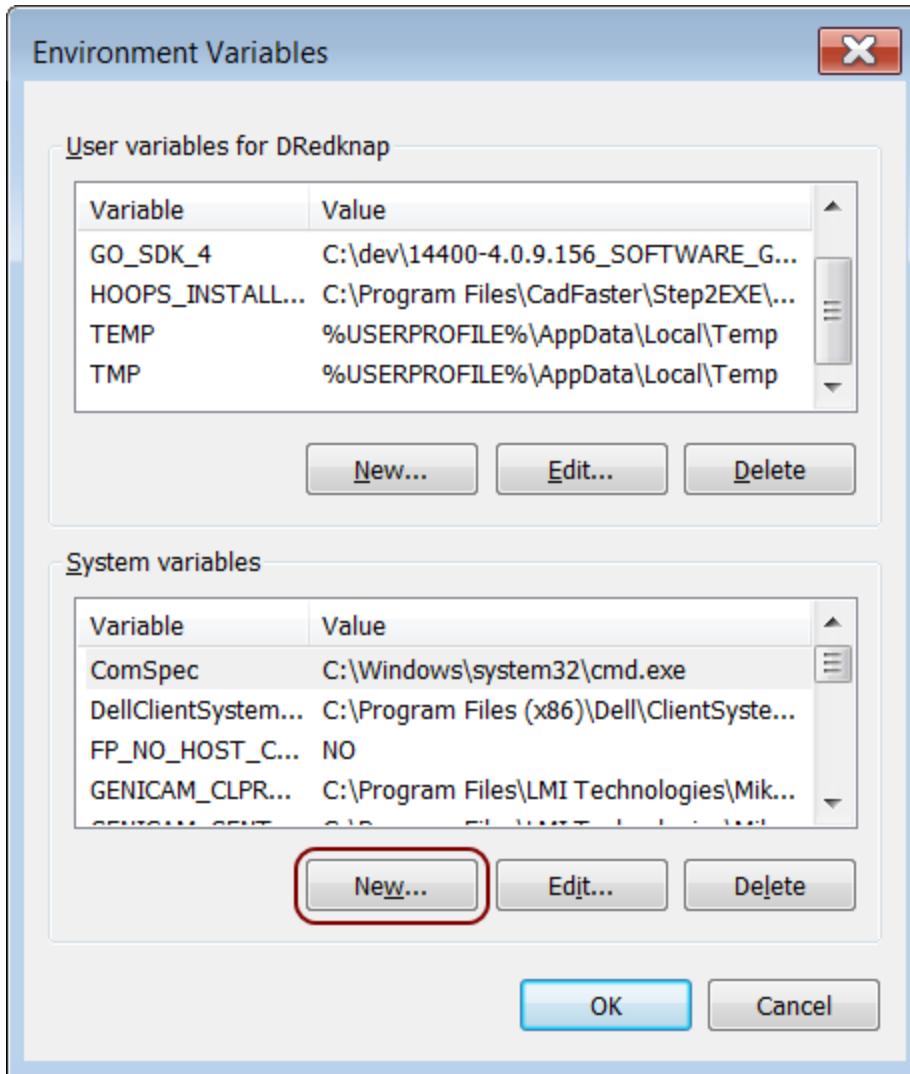 Environment Variables
User variables for DRedknap
Variable Value
GO_SDK_4 C:\dev\14400-4.0.9.156_SOFTWARE_G...
HOOPS_INSTALL... C:\Program Files\CadFaster\Step2EXE\...
TEMP %USERPROFILE%\AppData\Local\Temp
TMP %USERPROFILE%\AppData\Local\Temp
New... Edit... Delete
System variables
Variable Value
ComSpec C:\Windows\system32\cmd.exe
DellClientSystem... C:\Program Files (x86)\Dell\ClientSyste...
FP_NO_HOST_C... NO
GENICAM_CLPR... C:\Program Files\LMI Technologies\Mik...
New... Edit... Delete
OK Cancel